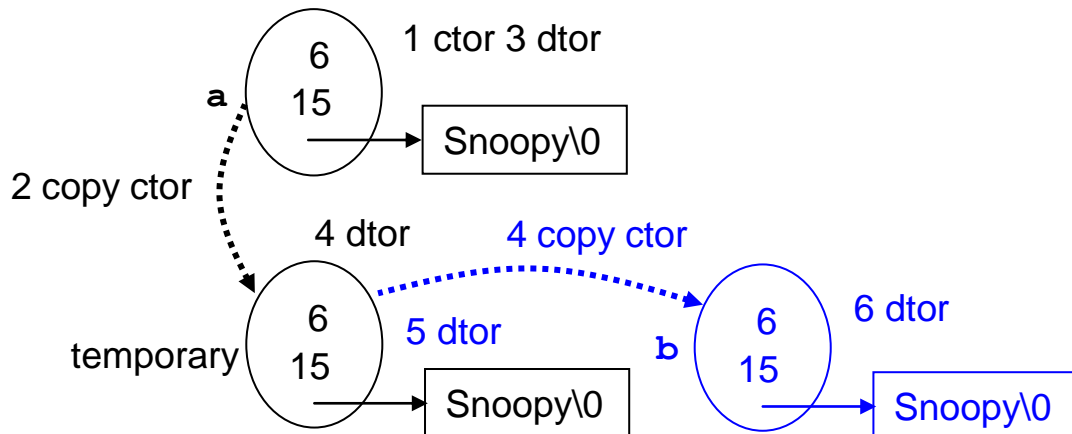 1 ctor 3 dtor
6
a
15
Snoopy\0
2 copy ctor
4 dtor
4 copy ctor
6
5 dtor
temporary
15
Snoopy\0
6
6 dtor
b
15
Snoopy\0